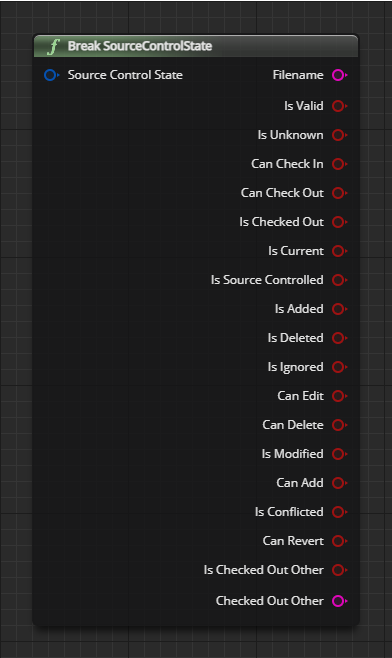 f Break SourceControlState
Source Control State
Filename
Is Valid
Is Unknown
Can Check In
Can Check Out
Is Checked Out
Is Current
Is Source Controlled
Is Added
Is Deleted
Is Ignored
Can Edit
Can Delete
Is Modified
Can Add
Is Conflicted
Can Revert
Is Checked Out Other
Checked Out Other